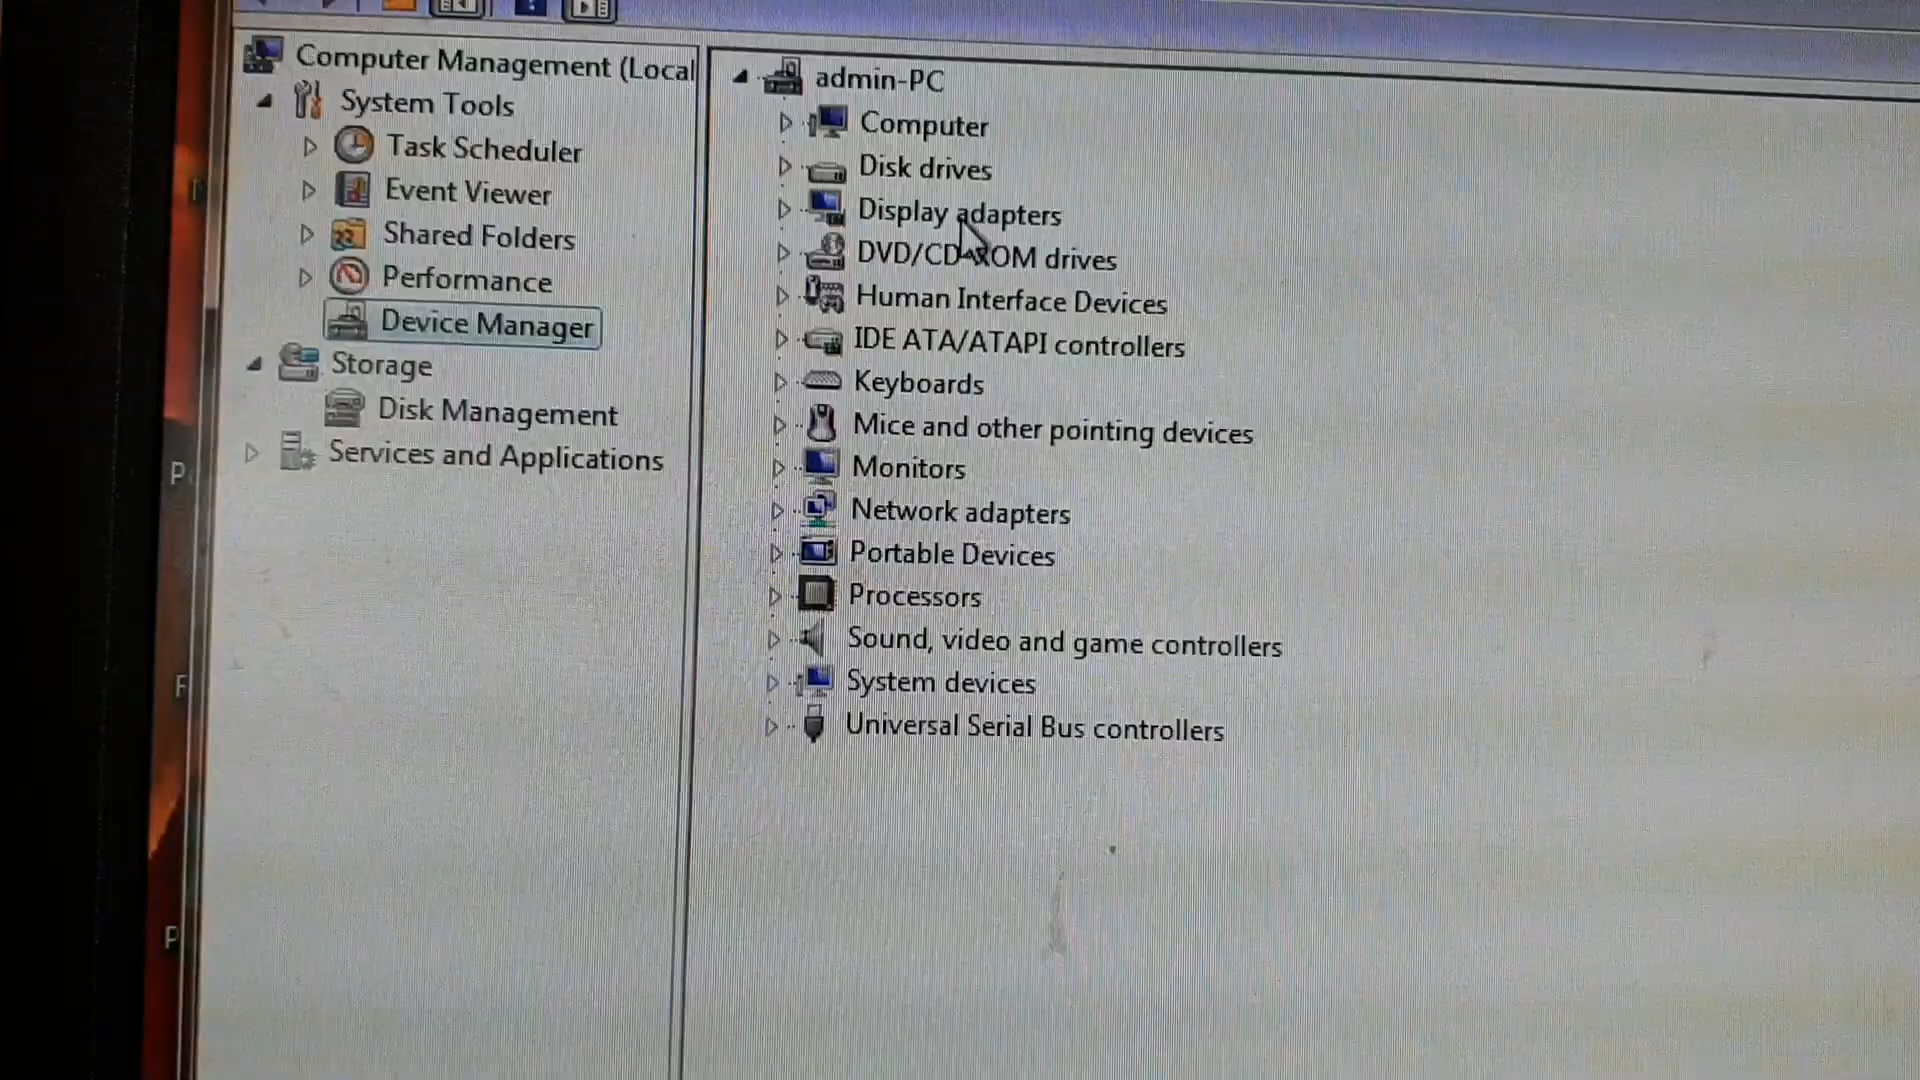 Computer Management (Local
System Tools
Task Scheduler
Event Viewer
Shared Folders
Performance
Device Manager
Storage
Disk Management
Services and Applications
admin-PC
Computer
Disk drives
Display adapters
DVD/CD-ROM drives
Human Interface Devices
IDE ATA/ATAPI controllers
Keyboards
Mice and other pointing devices
Monitors
Network adapters
Portable Devices
Processors
Sound, video and game controllers
System devices
Universal Serial Bus controllers
P
F
P